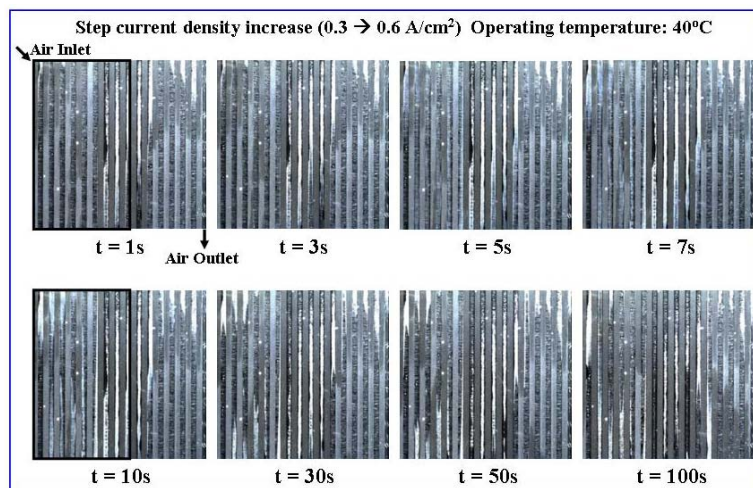 Step current density increase (0.3 → 0.6 A/cm²) Operating temperature: 40°C
Air Inlet
t = 1s
t = 3s
t = 5s
t = 7s
Air Outlet
t = 10s
t = 30s
t = 50s
t = 100s